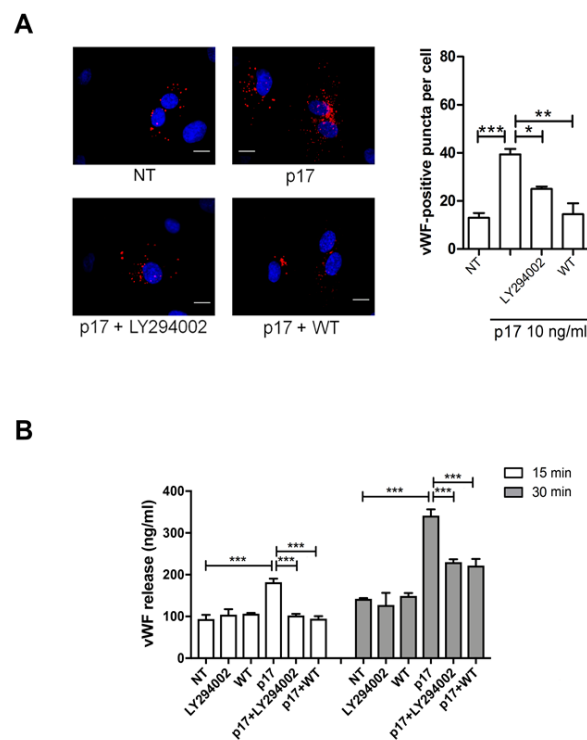 A
NT
p17
p17 + LY294002
p17 + WT
vWF-positive puncta per cell
80
60
40
20
0
***
*
**
NT
LY294002
WT
p17 10 ng/ml
B
15 min
30 min
vWF release (ng/ml)
400
300
200
100
0
***
***
***
***
***
***
NT
LY294002
WT
p17
p17+LY294002
p17+WT
NT
LY294002
WT
p17
p17+LY294002
p17+WT